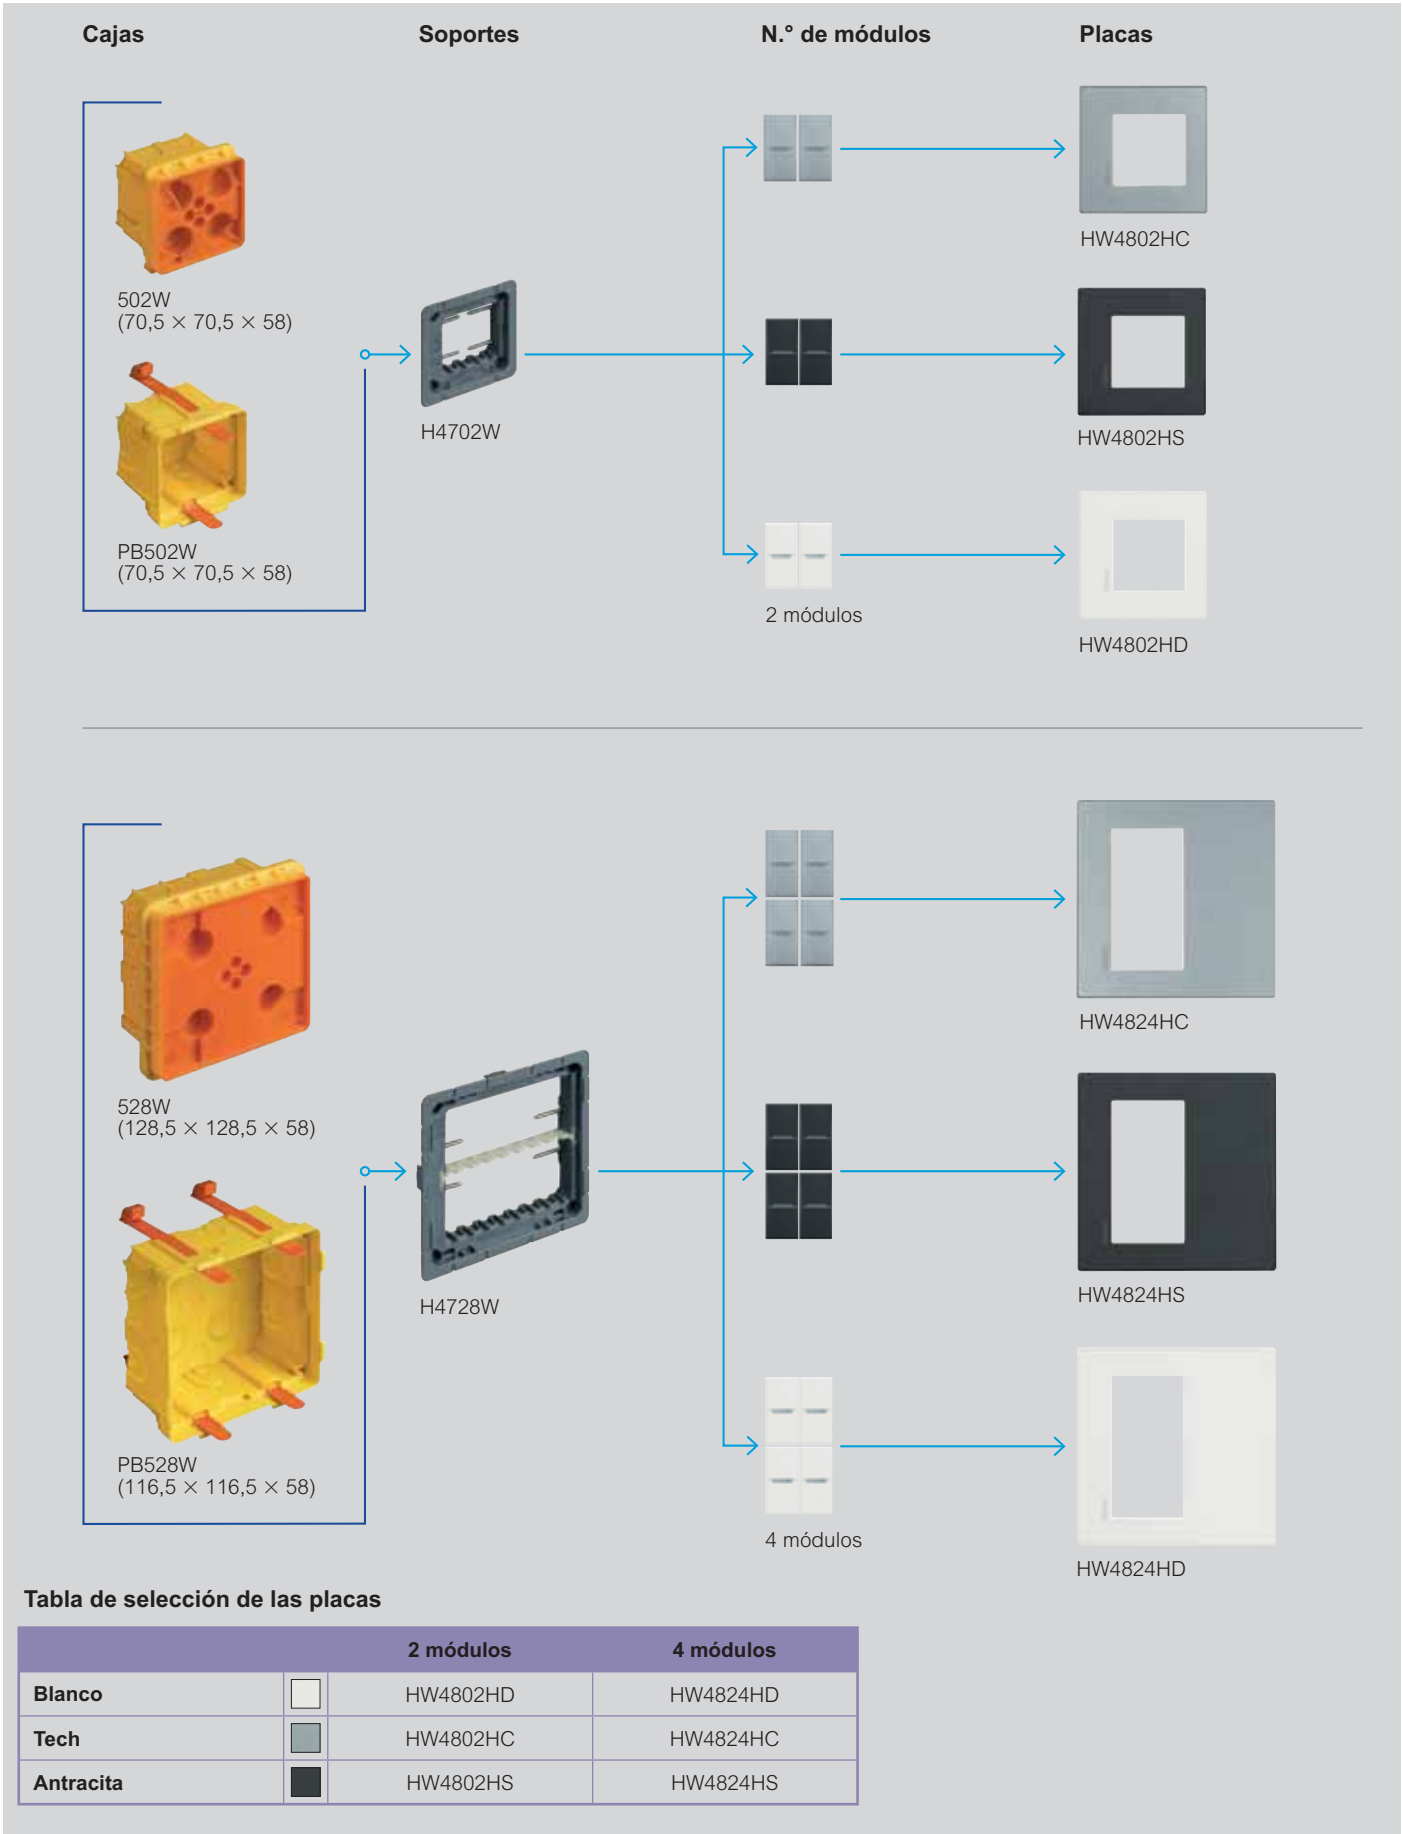 Cajas
Soportes
N.° de módulos
Placas
502W
(70,5 × 70,5 × 58)
PB502W
(70,5 × 70,5 × 58)
H4702W
2 módulos
HW4802HC
HW4802HS
HW4802HD
528W
(128,5 × 128,5 × 58)
PB528W
(116,5 × 116,5 × 58)
H4728W
4 módulos
HW4824HC
HW4824HS
HW4824HD
Tabla de selección de las placas
2 módulos 4 módulos
Blanco HW4802HD HW4824HD
Tech HW4802HC HW4824HC
Antracita HW4802HS HW4824HS